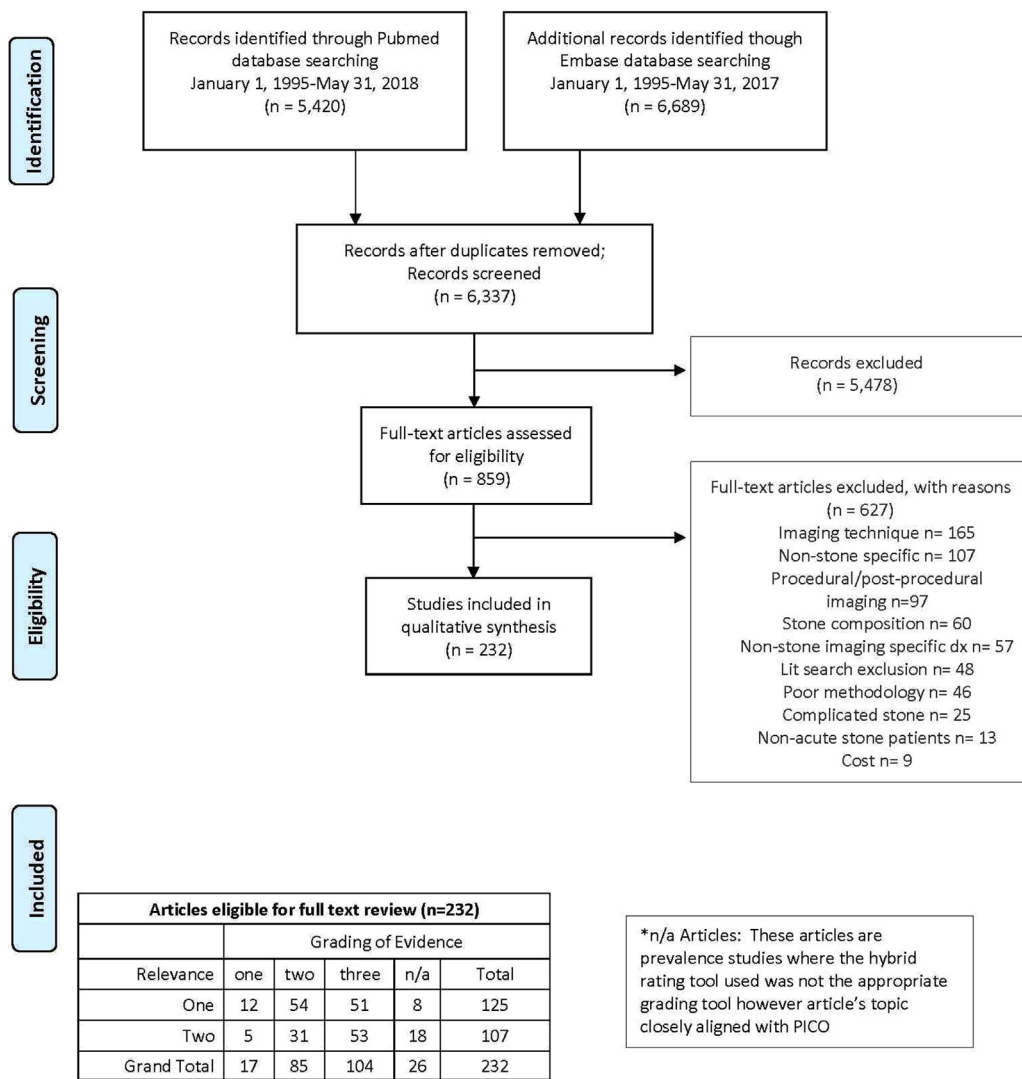 Identification
Records identified through Pubmed
database searching
January 1, 1995-May 31, 2018
(n = 5,420)
Additional records identified though
Embase database searching
January 1, 1995-May 31, 2017
(n = 6,689)
Records after duplicates removed;
Records screened
(n = 6,337)
Screening
Records excluded
(n = 5,478)
Full-text articles assessed
for eligibility
(n = 859)
Eligibility
Full-text articles excluded, with reasons
(n = 627)
Imaging technique n= 165
Non-stone specific n= 107
Procedural/post-procedural
imaging n=97
Stone composition n= 60
Non-stone imaging specific dx n= 57
Lit search exclusion n= 48
Poor methodology n= 46
Complicated stone n= 25
Non-acute stone patients n= 13
Cost n= 9
Studies included in
qualitative synthesis
(n = 232)
Included
Articles eligible for full text review (n=232)
Grading of Evidence
Relevance one two three n/a Total
One 12 54 51 8 125
Two 5 31 53 18 107
Grand Total 17 85 104 26 232
*n/a Articles: These articles are
prevalence studies where the hybrid
rating tool used was not the appropriate
grading tool however article's topic
closely aligned with PICO